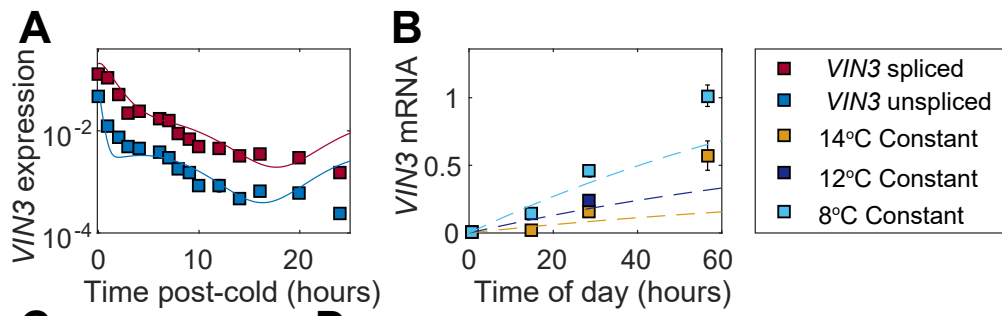 A
VIN3 expression
10-2
10-4
0
10
20
Time post-cold (hours)
B
VIN3 mRNA
1
0.5
0
0
20
40
60
Time of day (hours)
VIN3 spliced
VIN3 unspliced
14°C Constant
12°C Constant
8°C Constant